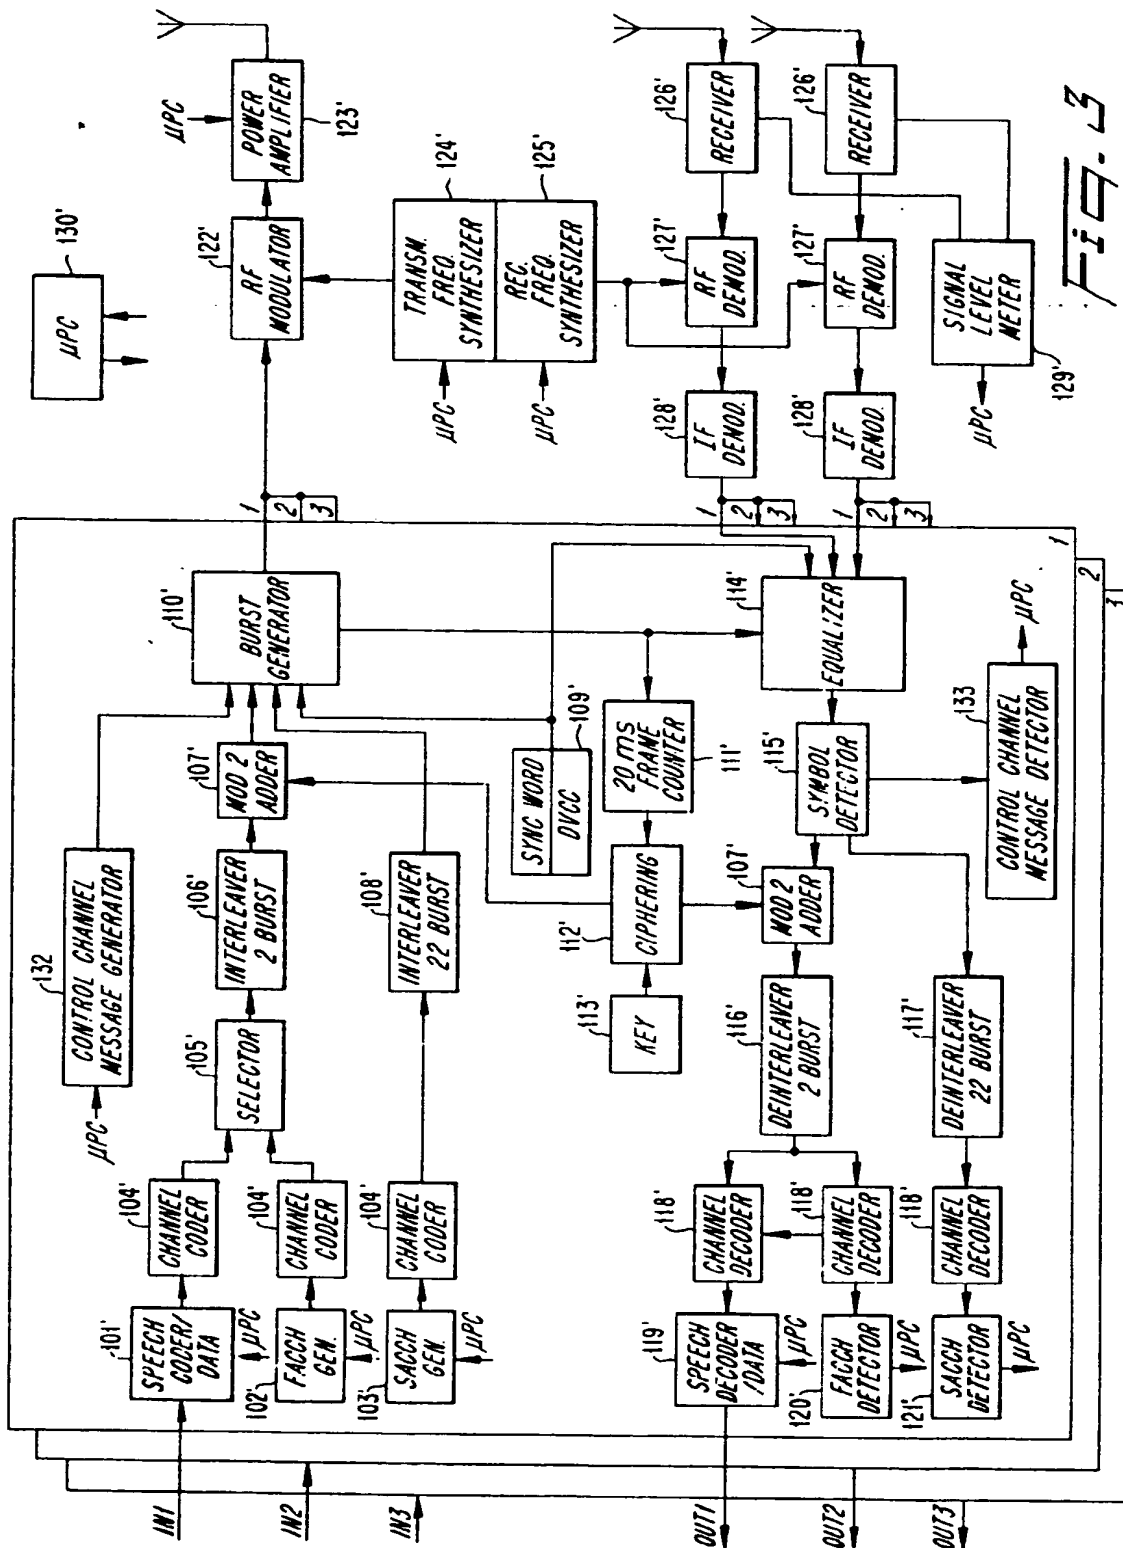 IN1
IN2
IN3
101'
SPEECH
CODER/
DATA
µPC
104'
CHANNEL
CODER
102'
FACCH
GEN.
µPC
104'
CHANNEL
CODER
103'
SACCH
GEN.
µPC
104'
CHANNEL
CODER
105'
SELECTOR
µPC
132
CONTROL CHANNEL
MESSAGE GENERATOR
106'
INTERLEAVER
2 BURST
107'
MOD 2
ADDER
108'
INTERLEAVER
22 BURST
SYNC WORD
DVCC
109'
110'
BURST
GENERATOR
1
2
3
130'
µPC
122'
RF
MODULATOR
µPC
POWER
AMPLIFIER
123'
124'
TRANSM.
FREQ.
SYNTHESIZER
125'
REC.
FREQ.
SYNTHESIZER
µPC
µPC
20 ms
FRAME
COUNTER
111'
CIPHERING
112'
113'
KEY
OUT1
OUT2
OUT3
119'
SPEECH
DECODER
/DATA
µPC
118'
CHANNEL
DECODER
120'
FACCH
DETECTOR
µPC
118'
CHANNEL
DECODER
121'
SACCH
DETECTOR
µPC
118'
CHANNEL
DECODER
116'
DEINTERLEAVER
2 BURST
117'
DEINTERLEAVER
22 BURST
107'
MOD 2
ADDER
115'
SYMBOL
DETECTOR
133
CONTROL CHANNEL
MESSAGE DETECTOR
µPC
114'
EQUALIZER
1
2
3
1
2
3
1
2
3
128'
IF
DEMOD.
127'
RF
DEMOD.
126'
RECEIVER
128'
IF
DEMOD.
127'
RF
DEMOD.
126'
RECEIVER
SIGNAL
LEVEL
METER
129'
µPC
Fig. 3